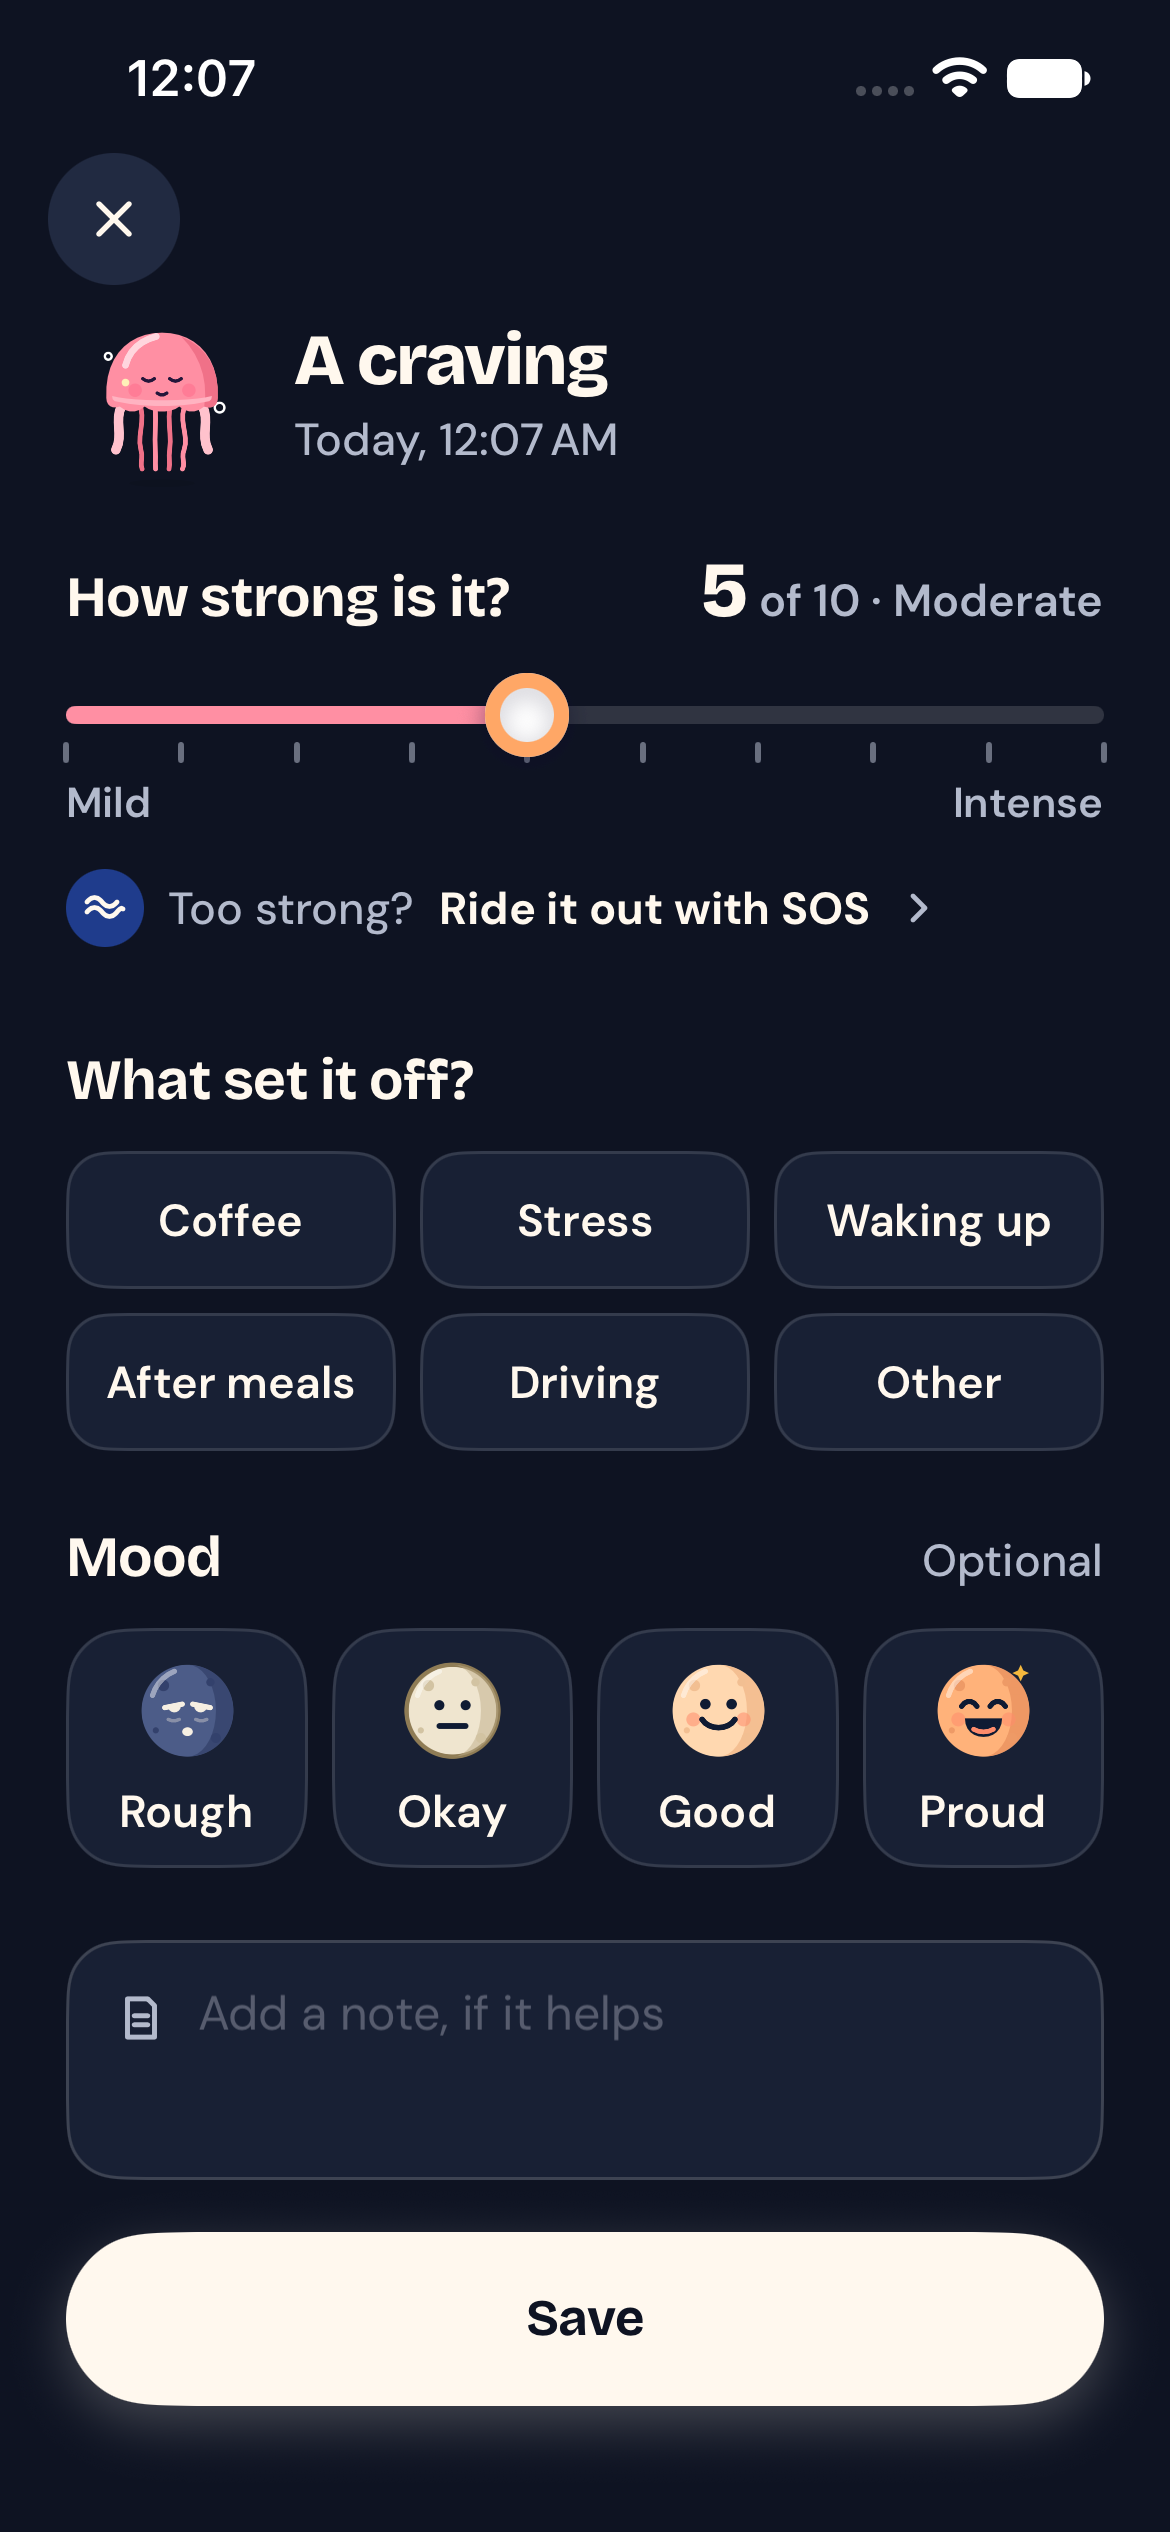 12:07
A craving
Today, 12:07 AM
How strong is it?
5 of 10 · Moderate
Mild
Intense
Too strong? Ride it out with SOS
What set it off?
Coffee
Stress
Waking up
After meals
Driving
Other
Mood
Optional
Rough
Okay
Good
Proud
Add a note, if it helps
Save